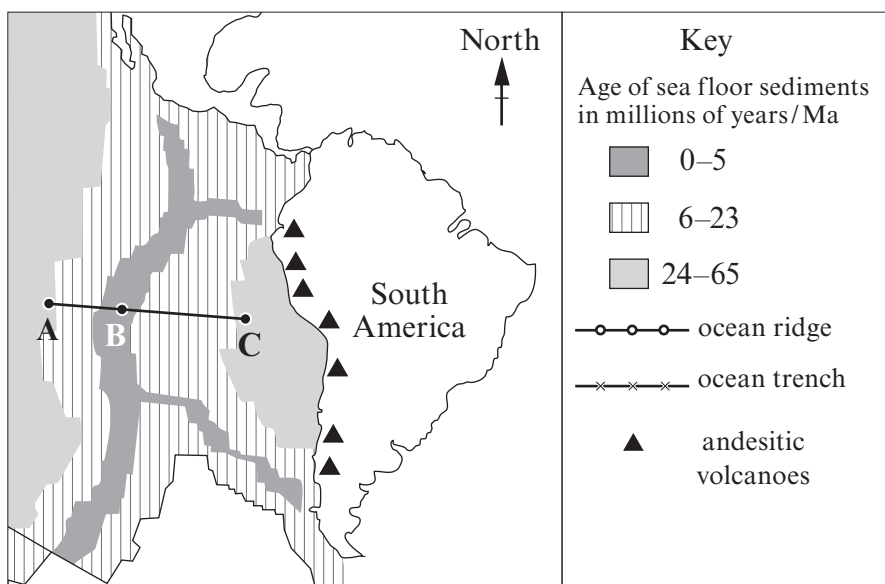 North
A
B
C
South
America
Key
Age of sea floor sediments
in millions of years/Ma
0–5
6–23
24–65
ocean ridge
ocean trench
andesitic
volcanoes